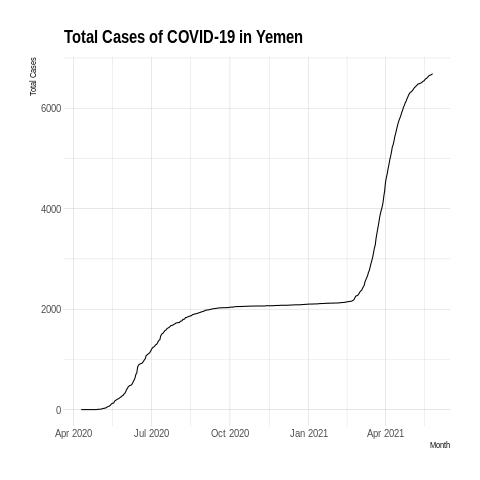 Total Cases of COVID-19 in Yemen
Total Cases
6000
4000
2000
0
Apr 2020 Jul 2020 Oct 2020 Jan 2021 Apr 2021
Month